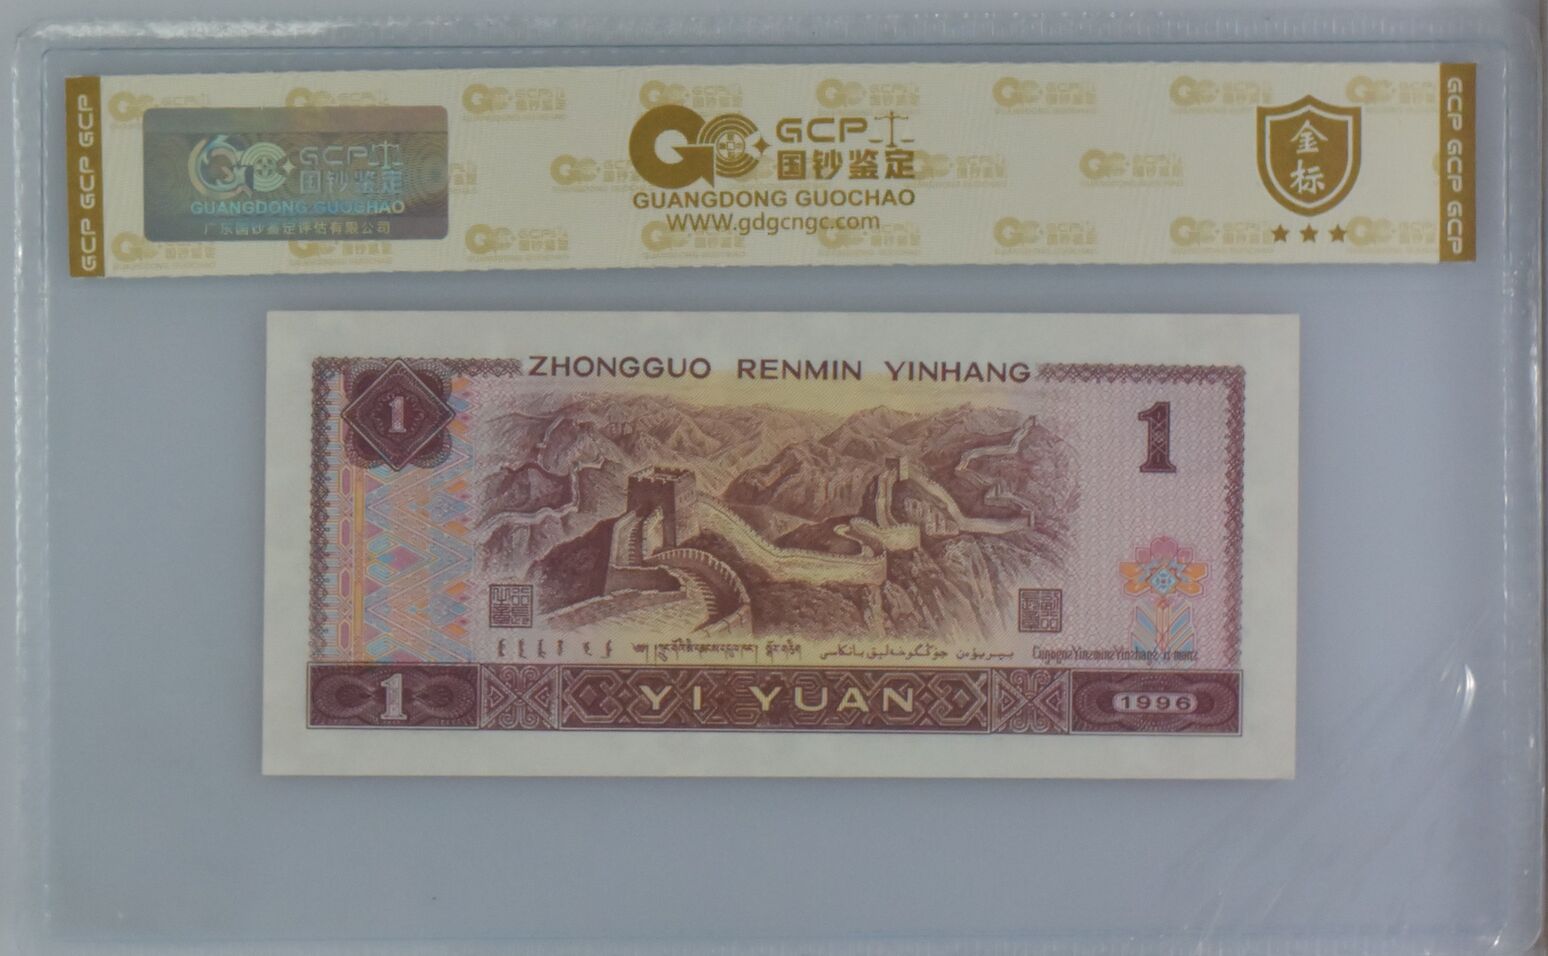 GCP GCP GCP
GCP
国钞鉴定
GUANGDONG GUOCHAO
广东国钞鉴定评估有限公司
GCP
国钞鉴定
GUANGDONG GUOCHAO
WWW.gdgcngc.com
金
标
GCP GCP GCP
ZHONGGUO RENMIN YINHANG
1
1
1
YI YUAN
1996